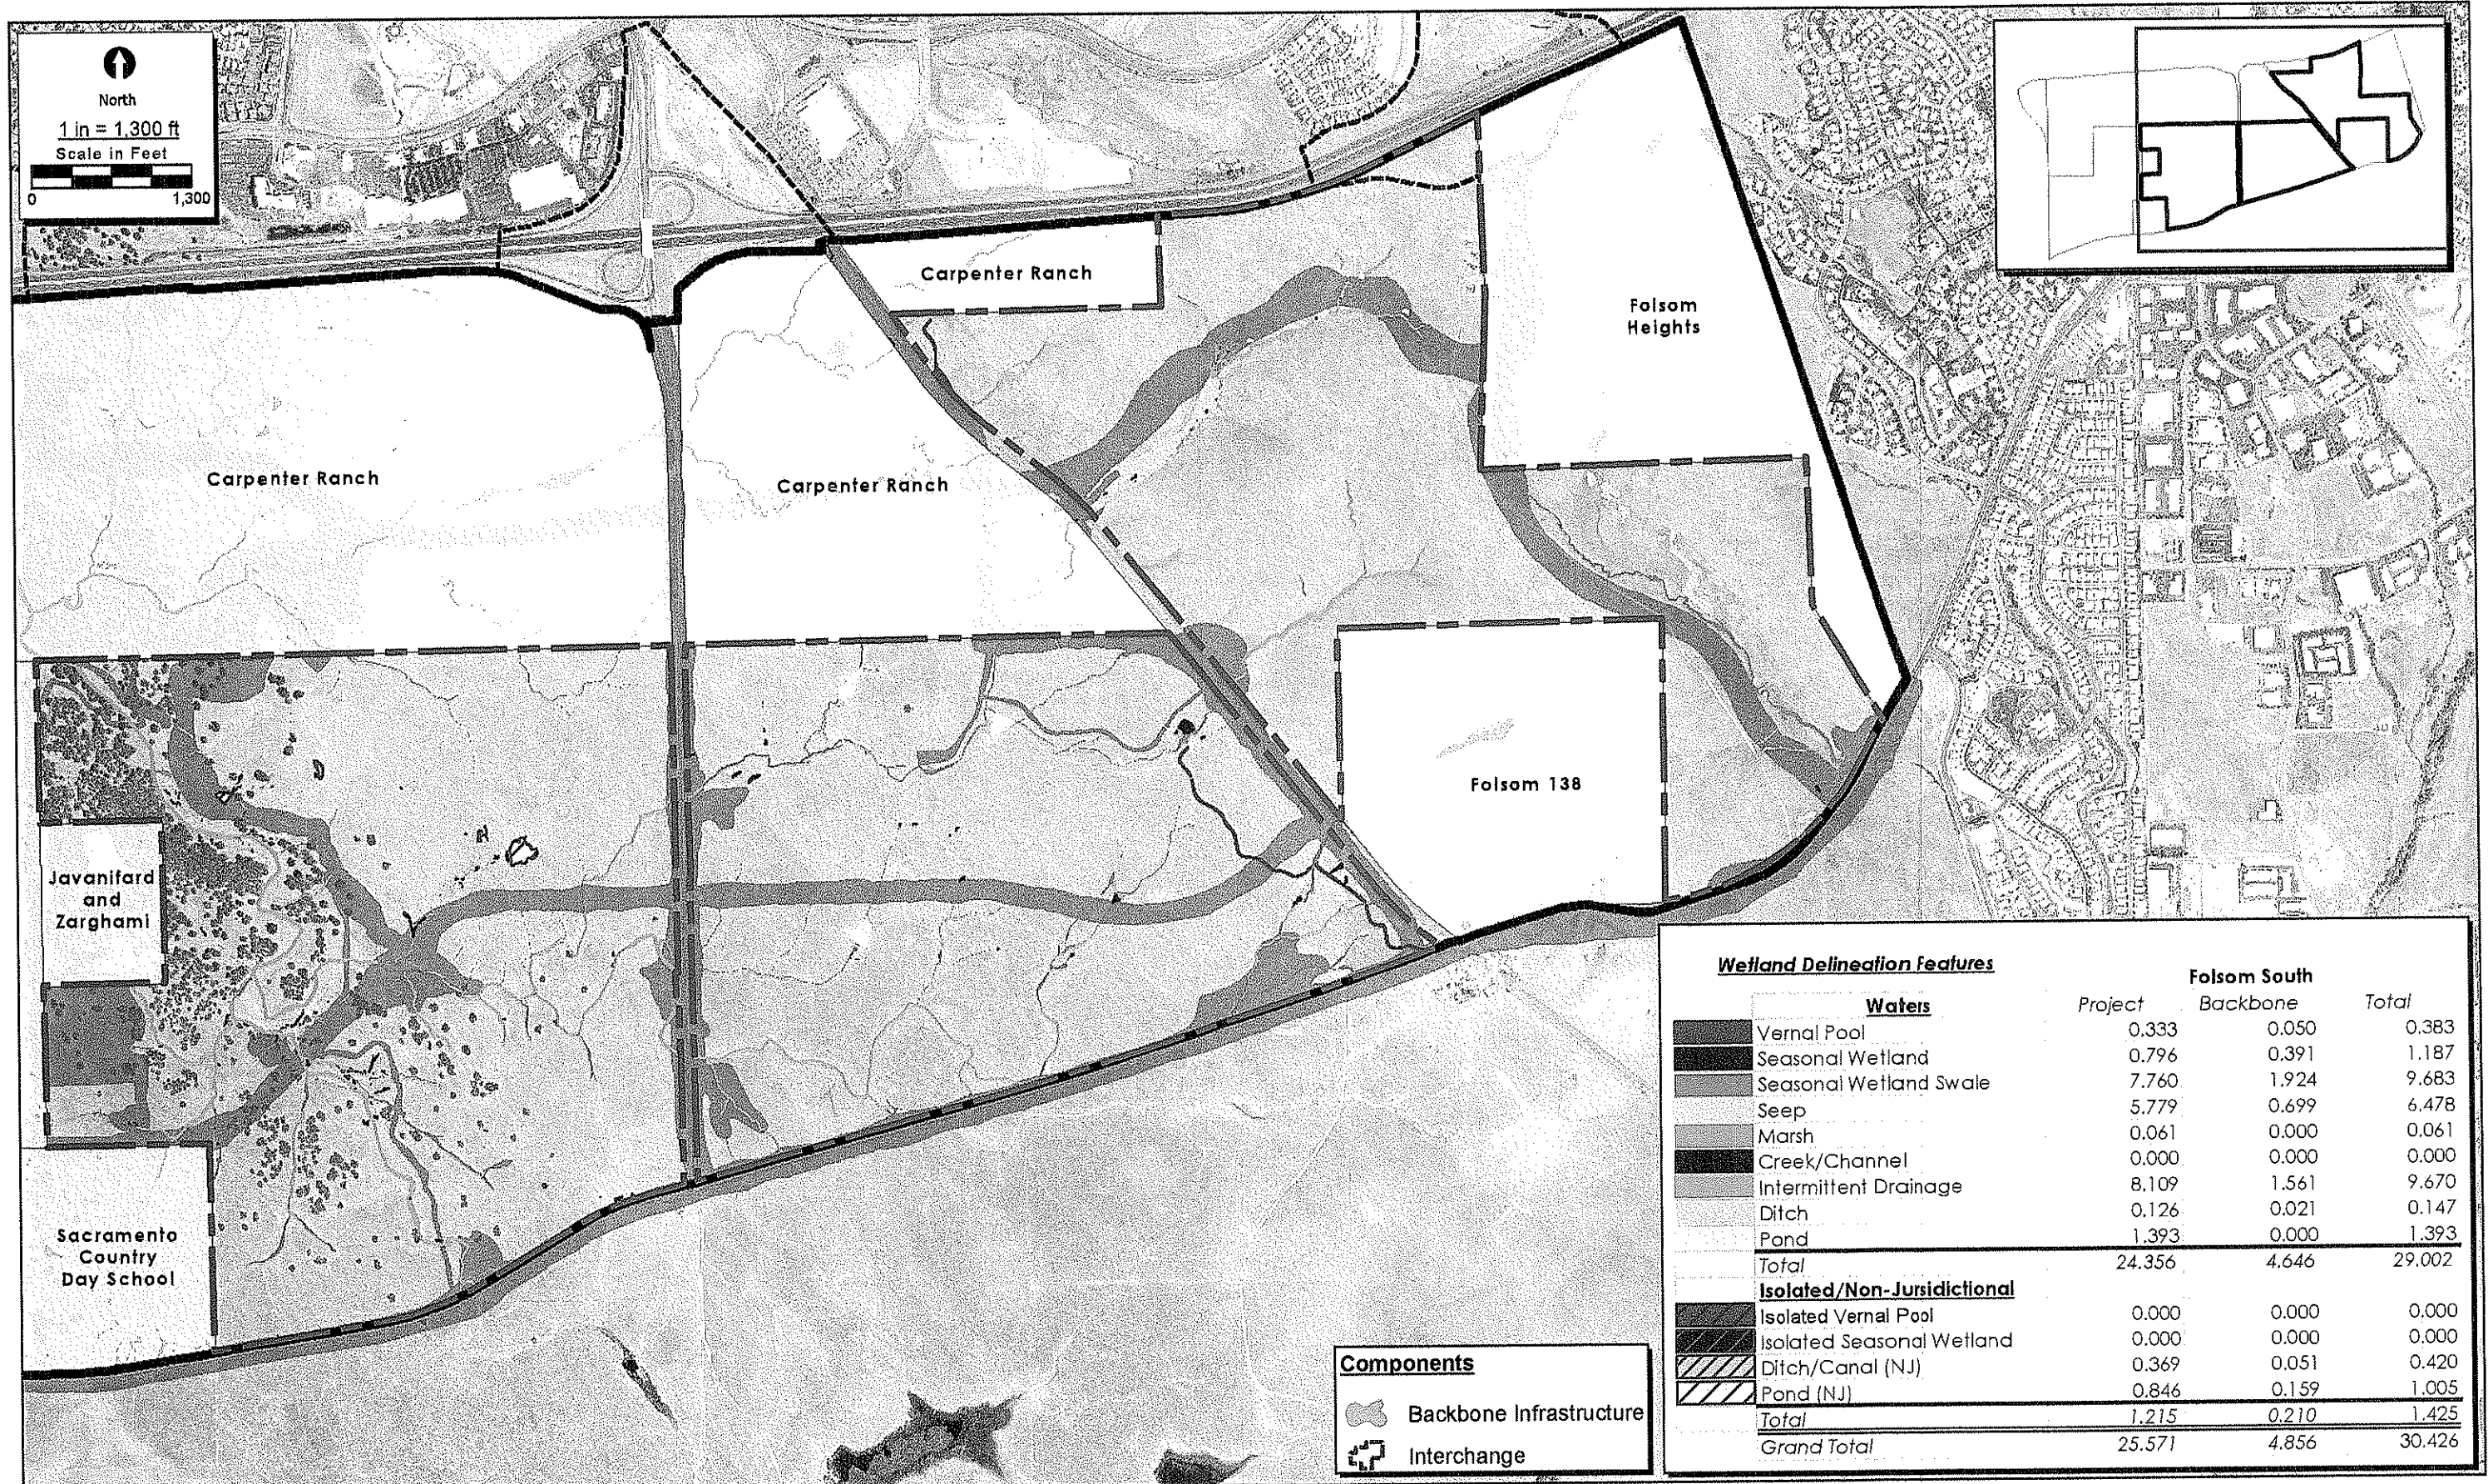 North
1 in = 1,300 ft
Scale in Feet
0 1,300
Carpenter Ranch
Folsom
Heights
Carpenter Ranch
Carpenter Ranch
Folsom 138
Javanifard
and
Zarghami
Sacramento
Country
Day School
Components
Backbone Infrastructure
Interchange
Wetland Delineation Features
Folsom South
Waters Project Backbone Total
Vernal Pool 0.333 0.050 0.383
Seasonal Wetland 0.796 0.391 1.187
Seasonal Wetland Swale 7.760 1.924 9.683
Seep 5.779 0.699 6.478
Marsh 0.061 0.000 0.061
Creek/Channel 0.000 0.000 0.000
Intermittent Drainage 8.109 1.561 9.670
Ditch 0.126 0.021 0.147
Pond 1.393 0.000 1.393
Total 24.356 4.646 29.002
Isolated/Non-Jursidictional
Isolated Vernal Pool 0.000 0.000 0.000
Isolated Seasonal Wetland 0.000 0.000 0.000
Ditch/Canal (NJ) 0.369 0.051 0.420
Pond (NJ) 0.846 0.159 1.005
Total 1.215 0.210 1.425
Grand Total 25.571 4.856 30.426